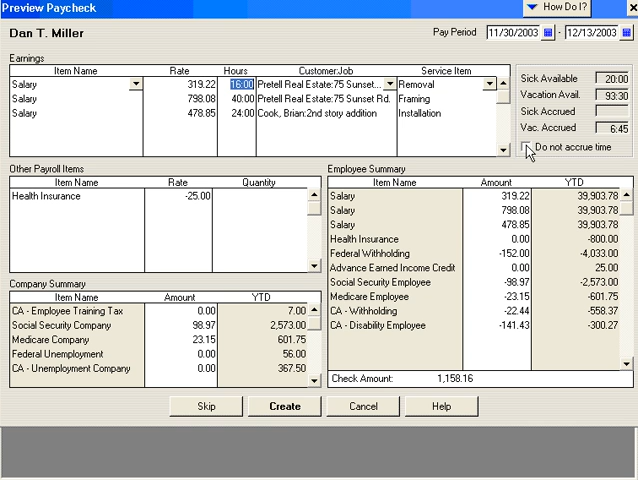 Preview Paycheck How Do I? X
Dan T. Miller Pay Period 11/30/2003 - 12/13/2003
Earnings
Item Name Rate Hours Customer:Job Service Item
Salary 319.22 16:00 Pretell Real Estate:75 Sunset... Removal
Salary 798.08 40:00 Pretell Real Estate:75 Sunset Rd. Framing
Salary 478.85 24:00 Cook, Brian:2nd story addition Installation
Sick Available 20:00
Vacation Avail. 93:30
Sick Accrued
Vac. Accrued 6:45
Do not accrue time
Other Payroll Items
Item Name Rate Quantity
Health Insurance -25.00
Employee Summary
Item Name Amount YTD
Salary 319.22 39,903.78
Salary 798.08 39,903.78
Salary 478.85 39,903.78
Health Insurance 0.00 -800.00
Federal Withholding -152.00 -4,033.00
Advance Earned Income Credit 0.00 25.00
Social Security Employee -98.97 -2,573.00
Medicare Employee -23.15 -601.75
CA - Withholding -22.44 -558.37
CA - Disability Employee -141.43 -300.27
Check Amount: 1,158.16
Company Summary
Item Name Amount YTD
CA - Employee Training Tax 0.00 7.00
Social Security Company 98.97 2,573.00
Medicare Company 23.15 601.75
Federal Unemployment 0.00 56.00
CA - Unemployment Company 0.00 367.50
Skip Create Cancel Help